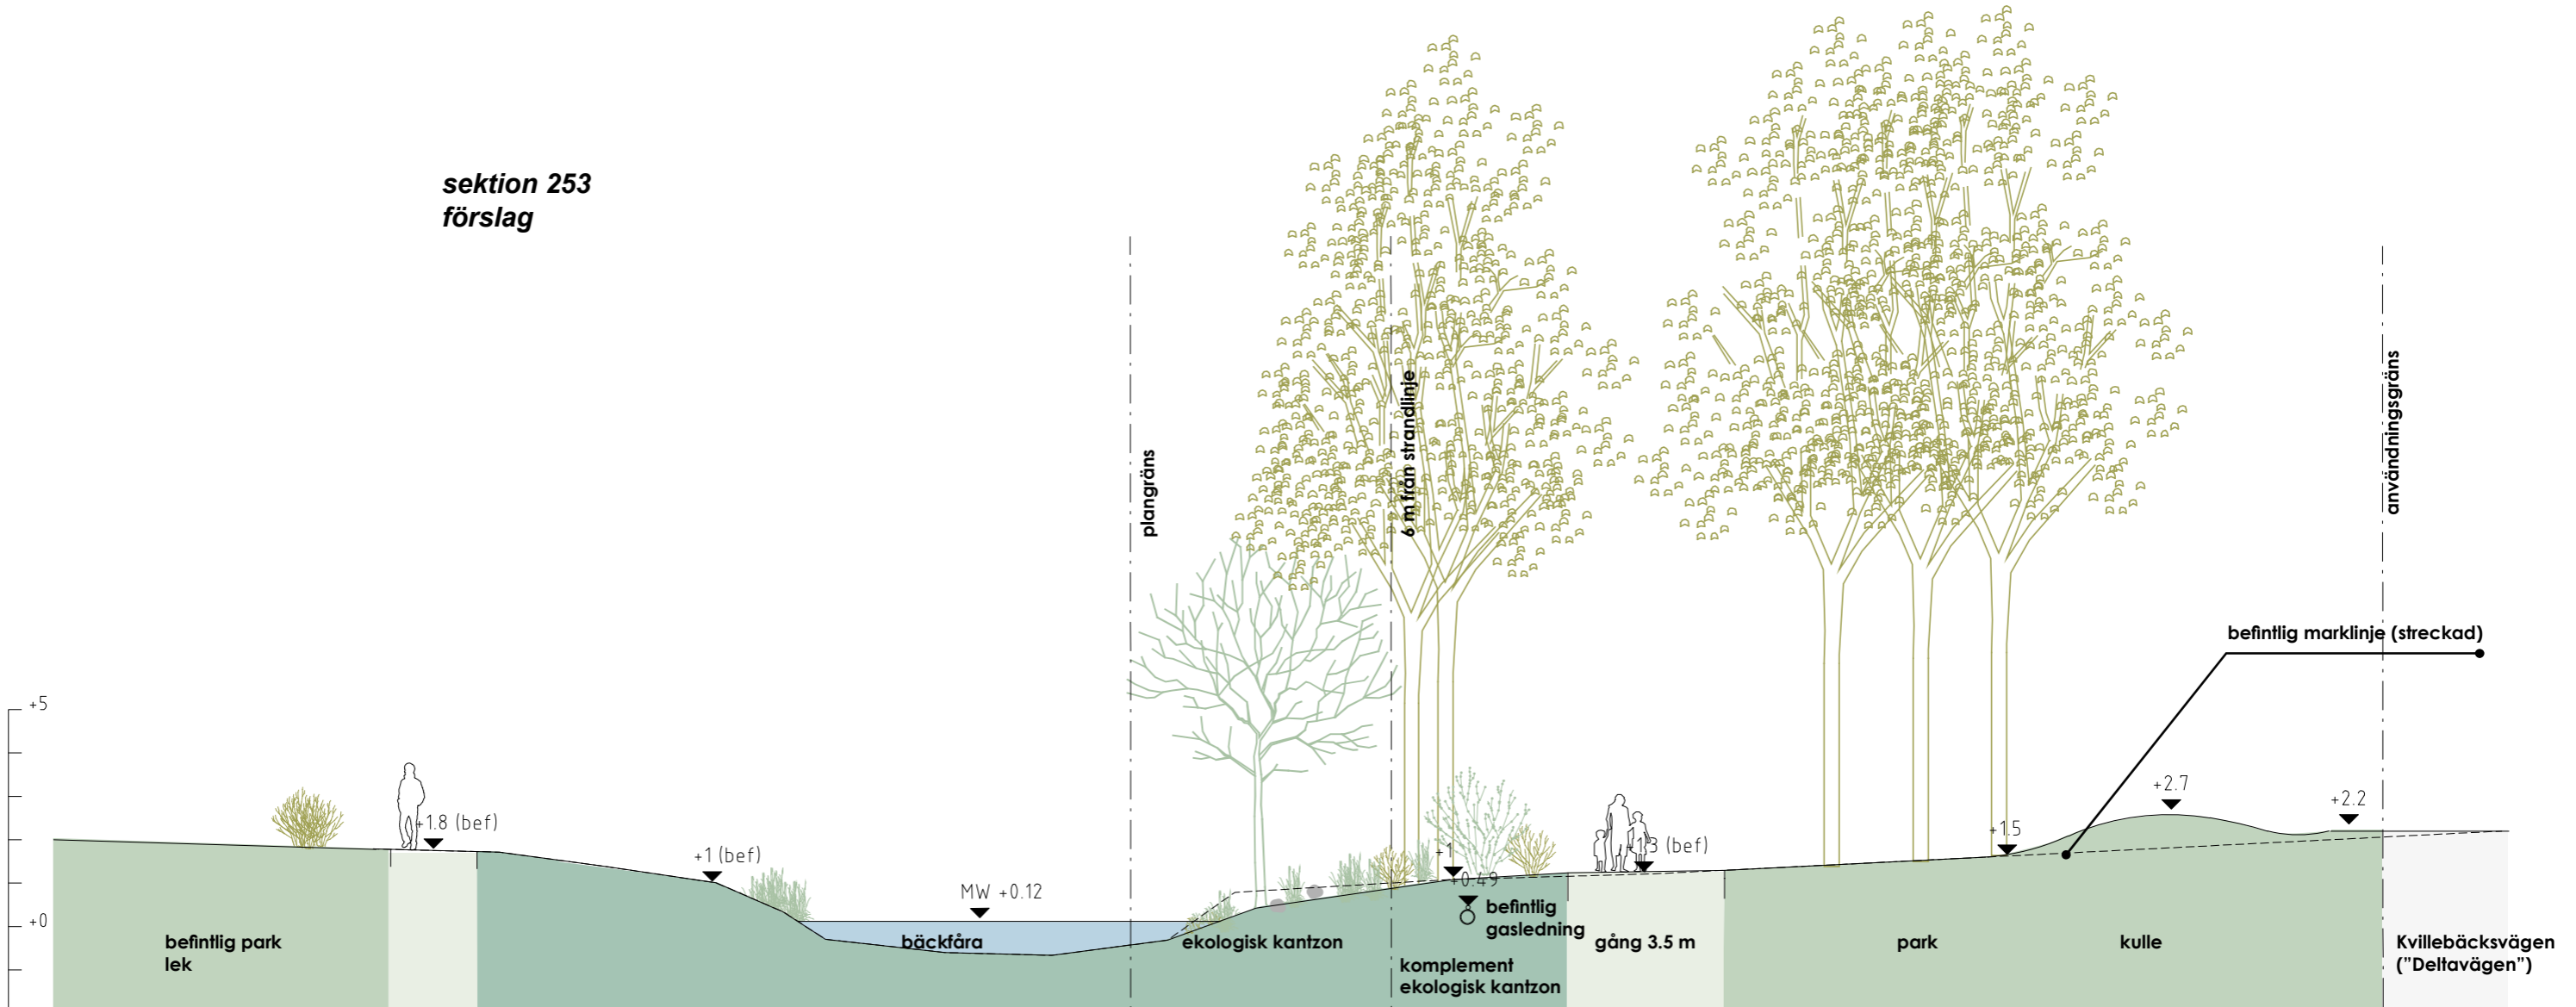 sektion 253
förslag
plangräns
6 m från strandlinje
användningsgräns
befintlig marklinje (streckad)
+5
+2.7
+2.2
+1.8 (bef)
+1.5
+1 (bef)
+1
+1.3 (bef)
MW +0.12
+0.49
+0
befintlig
gasledning
befintlig park
lek
bäckfåra
ekologisk kantzon
komplement
ekologisk kantzon
gång 3.5 m
park
kulle
Kvillebäcksvägen
("Deltavägen")